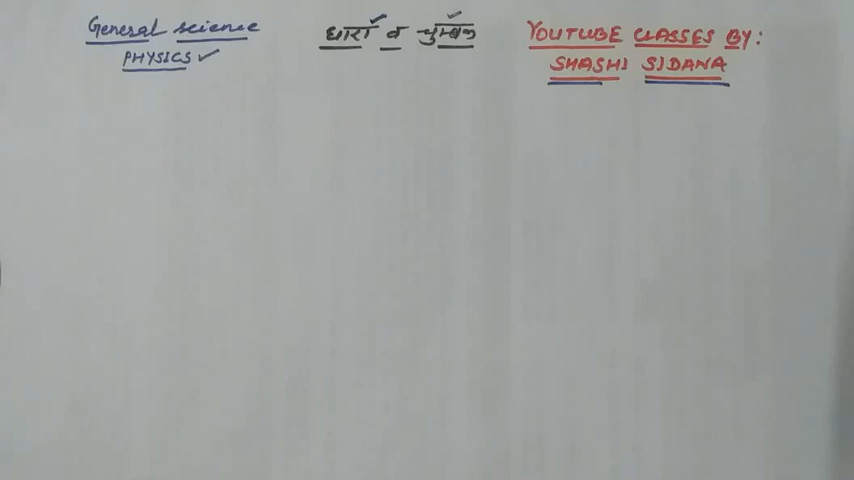 General science
PHYSICS
धारा व चुम्बक
YOUTUBE CLASSES BY:
SHASHI SIDANA